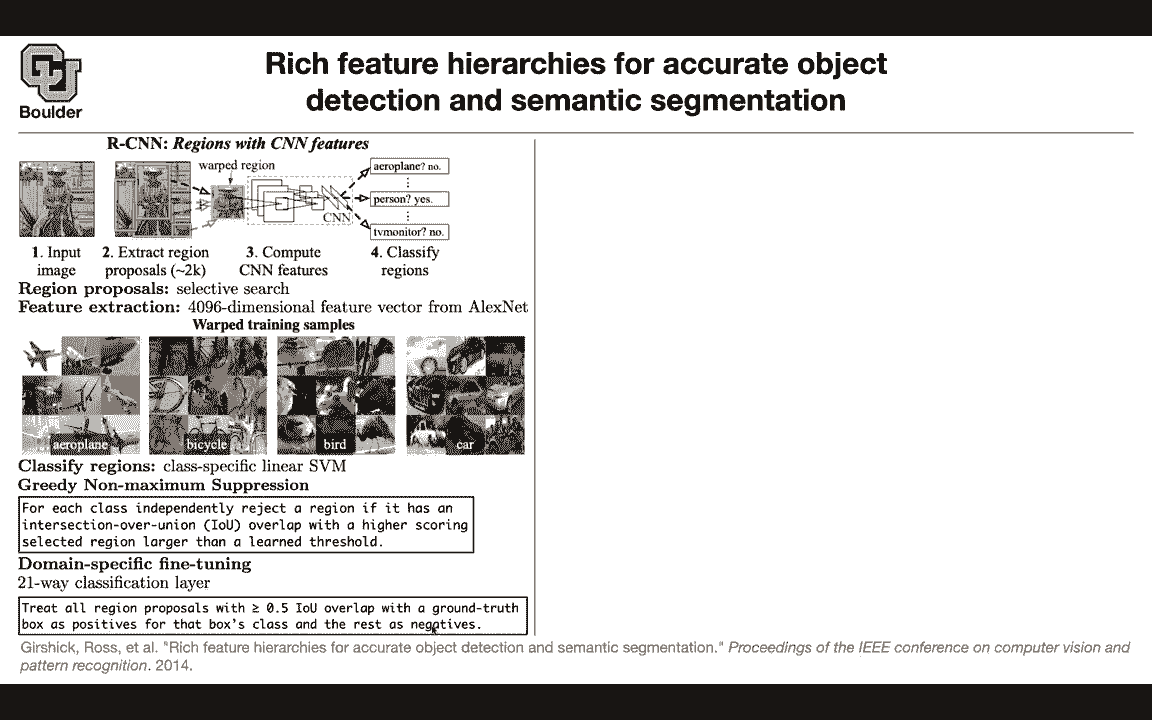 Boulder
Rich feature hierarchies for accurate object
detection and semantic segmentation
R-CNN: Regions with CNN features
warped region
aeroplane? no.
person? yes.
tvmonitor? no.
CNN
1. Input
image
2. Extract region
proposals (~2k)
3. Compute
CNN features
4. Classify
regions
Region proposals: selective search
Feature extraction: 4096-dimensional feature vector from AlexNet
Warped training samples
aeroplane
bicycle
bird
car
Classify regions: class-specific linear SVM
Greedy Non-maximum Suppression
For each class independently reject a region if it has an
intersection-over-union (IoU) overlap with a higher scoring
selected region larger than a learned threshold.
Domain-specific fine-tuning
21-way classification layer
Treat all region proposals with ≥ 0.5 IoU overlap with a ground-truth
box as positives for that box's class and the rest as negatives.
Girshick, Ross, et al. "Rich feature hierarchies for accurate object detection and semantic segmentation." Proceedings of the IEEE conference on computer vision and
pattern recognition. 2014.